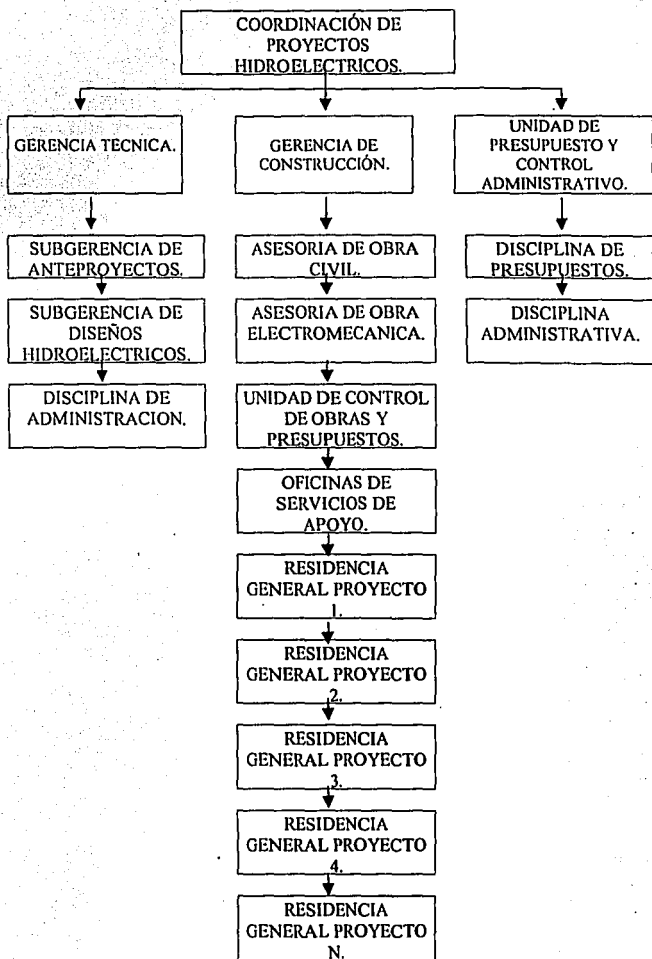 COORDINACIÓN DE
PROYECTOS
HIDROELECTRICOS.
GERENCIA TECNICA.
GERENCIA DE
CONSTRUCCIÓN.
UNIDAD DE
PRESUPUESTO Y
CONTROL
ADMINISTRATIVO.
SUBGERENCIA DE
ANTEPROYECTOS.
ASESORIA DE OBRA
CIVIL.
DISCIPLINA DE
PRESUPUESTOS.
SUBGERENCIA DE
DISEÑOS
HIDROELECTRICOS.
ASESORIA DE OBRA
ELECTROMECANICA.
DISCIPLINA
ADMINISTRATIVA.
DISCIPLINA DE
ADMINISTRACION.
UNIDAD DE CONTROL
DE OBRAS Y
PRESUPUESTOS.
OFICINAS DE
SERVICIOS DE
APOYO.
RESIDENCIA
GENERAL PROYECTO
1.
RESIDENCIA
GENERAL PROYECTO
2.
RESIDENCIA
GENERAL PROYECTO
3.
RESIDENCIA
GENERAL PROYECTO
4.
RESIDENCIA
GENERAL PROYECTO
N.